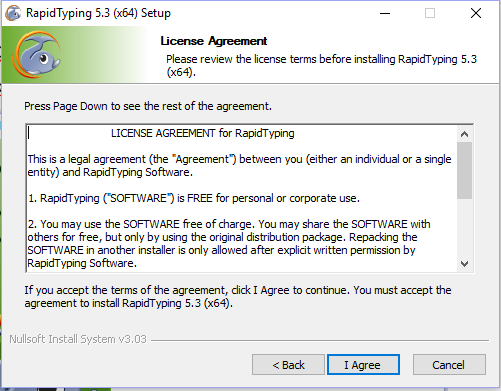 RapidTyping 5.3 (x64) Setup
License Agreement
Please review the license terms before installing RapidTyping 5.3
(x64).
Press Page Down to see the rest of the agreement.
LICENSE AGREEMENT for RapidTyping
This is a legal agreement (the "Agreement") between you (either an individual or a single
entity) and RapidTyping Software.
1. RapidTyping ("SOFTWARE") is FREE for personal or corporate use.
2. You may use the SOFTWARE free of charge. You may share the SOFTWARE with
others for free, but only by using the original distribution package. Repacking the
SOFTWARE in another installer is only allowed after explicit written permission by
RapidTyping Software.
If you accept the terms of the agreement, click I Agree to continue. You must accept the
agreement to install RapidTyping 5.3 (x64).
Nullsoft Install System v3.03
< Back
I Agree
Cancel